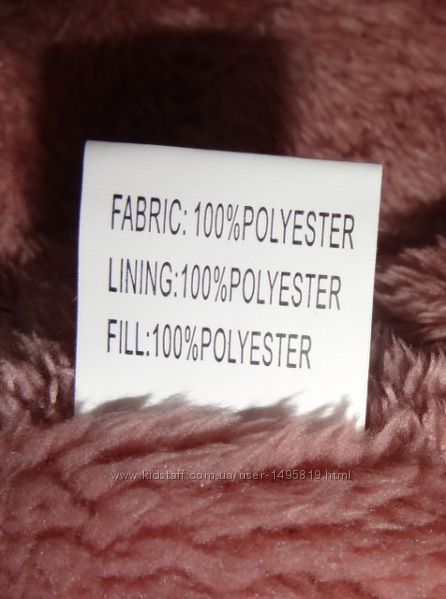 FABRIC: 100%POLYESTER
LINING:100%POLYESTER
FILL:100%POLYESTER
www.kidstaff.com.ua/user-1495819.html